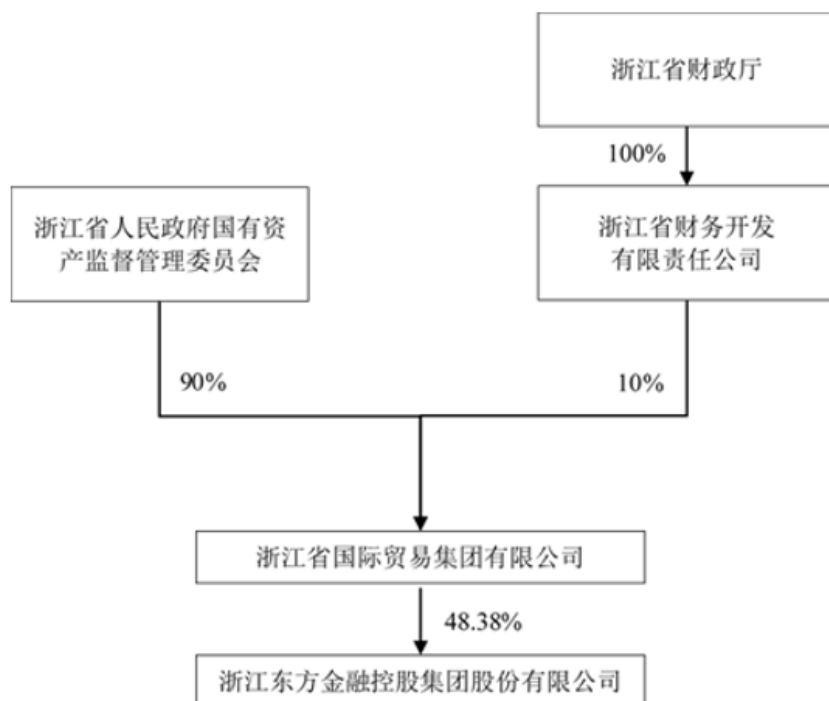 浙江省财政厅
100%
浙江省人民政府国有资
产监督管理委员会
浙江省财务开发
有限责任公司
90%
10%
浙江省国际贸易集团有限公司
48.38%
浙江东方金融控股集团股份有限公司